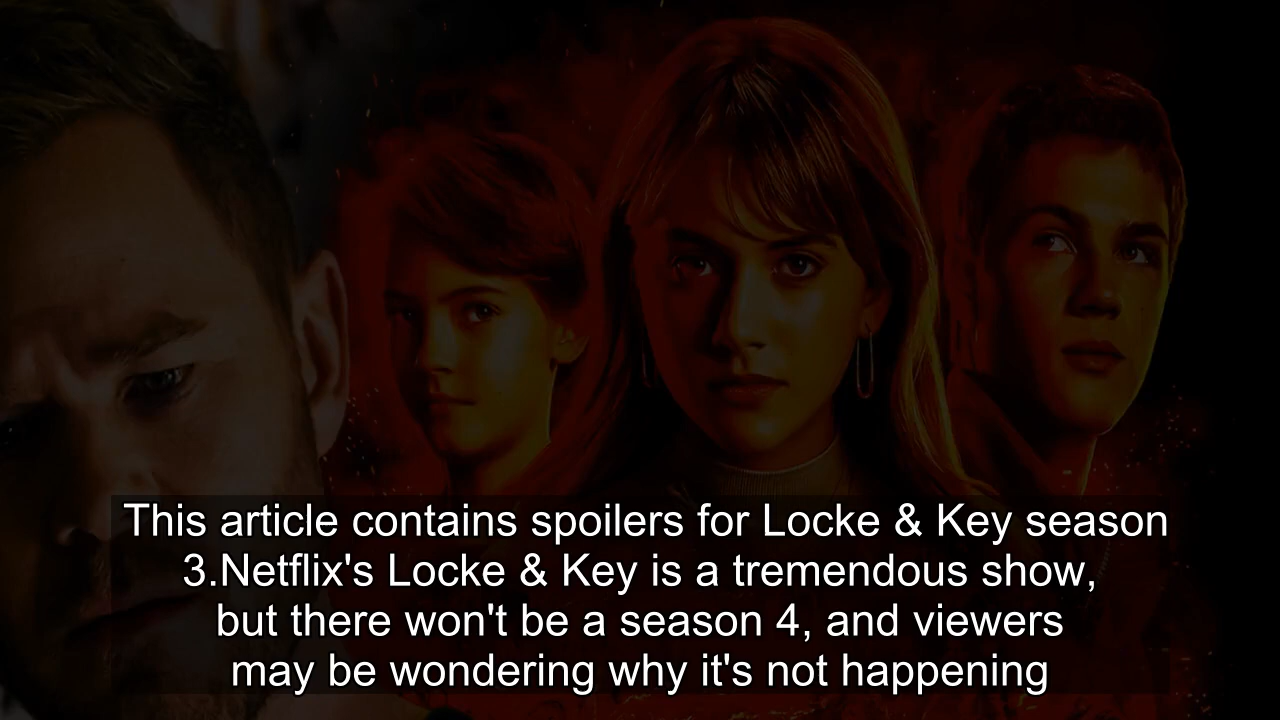 This article contains spoilers for Locke & Key season
3.Netflix's Locke & Key is a tremendous show,
but there won't be a season 4, and viewers
may be wondering why it's not happening